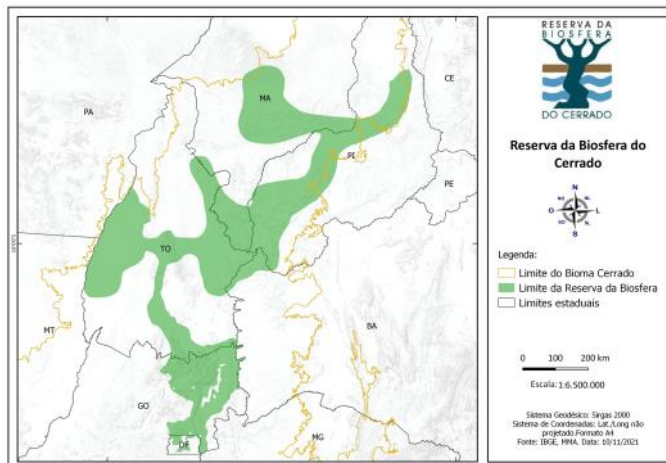 PA
MA
CE
PI
PE
TO
MT
BA
GO
DF
MG
RESERVA DA
BIOSFERA
DO CERRADO
Reserva da Biosfera do
Cerrado
N
O
L
S
Legenda:
Limite do Bioma Cerrado
Limite da Reserva da Biosfera
Limites estaduais
0 100 200 km
Escala: 1:6.500.000
Sistema Geodésico: Sirgas 2000
Sistema de Coordenadas: Lat./Long não
projetado.Formato A4
Fonte: IBGE, MMA. Data: 10/11/2021